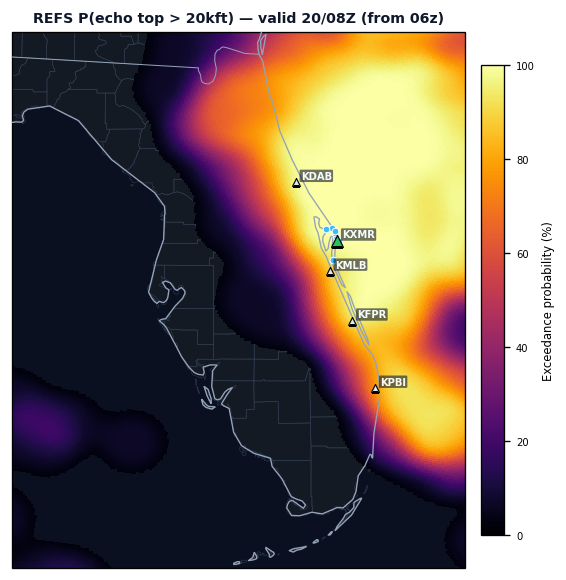 REFS P(echo top > 20kft) — valid 20/08Z (from 06z)
KDAB
KXMR
KMLB
KFPR
KPBI
100
80
60
40
20
0
Exceedance probability (%)